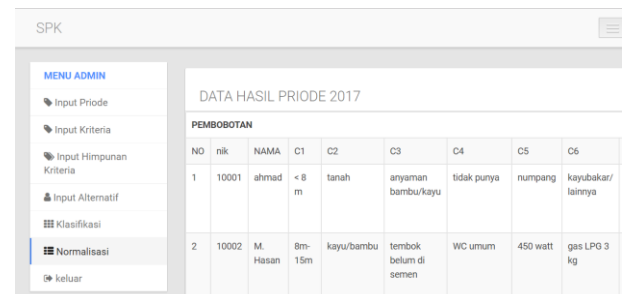 SPK
MENU ADMIN
Input Priode
Input Kriteria
Input Himpunan
Kriteria
Input Alternatif
Klasifikasi
Normalisasi
keluar
DATA HASIL PRIODE 2017
PEMBOBOTAN
NO nik NAMA C1 C2 C3 C4 C5 C6
1 10001 ahmad < 8 m tanah anyaman bambu/kayu tidak punya numpang kayubakar/ lainnya
2 10002 M. Hasan 8m-15m kayu/bambu tembok belum di semen WC umum 450 watt gas LPG 3 kg